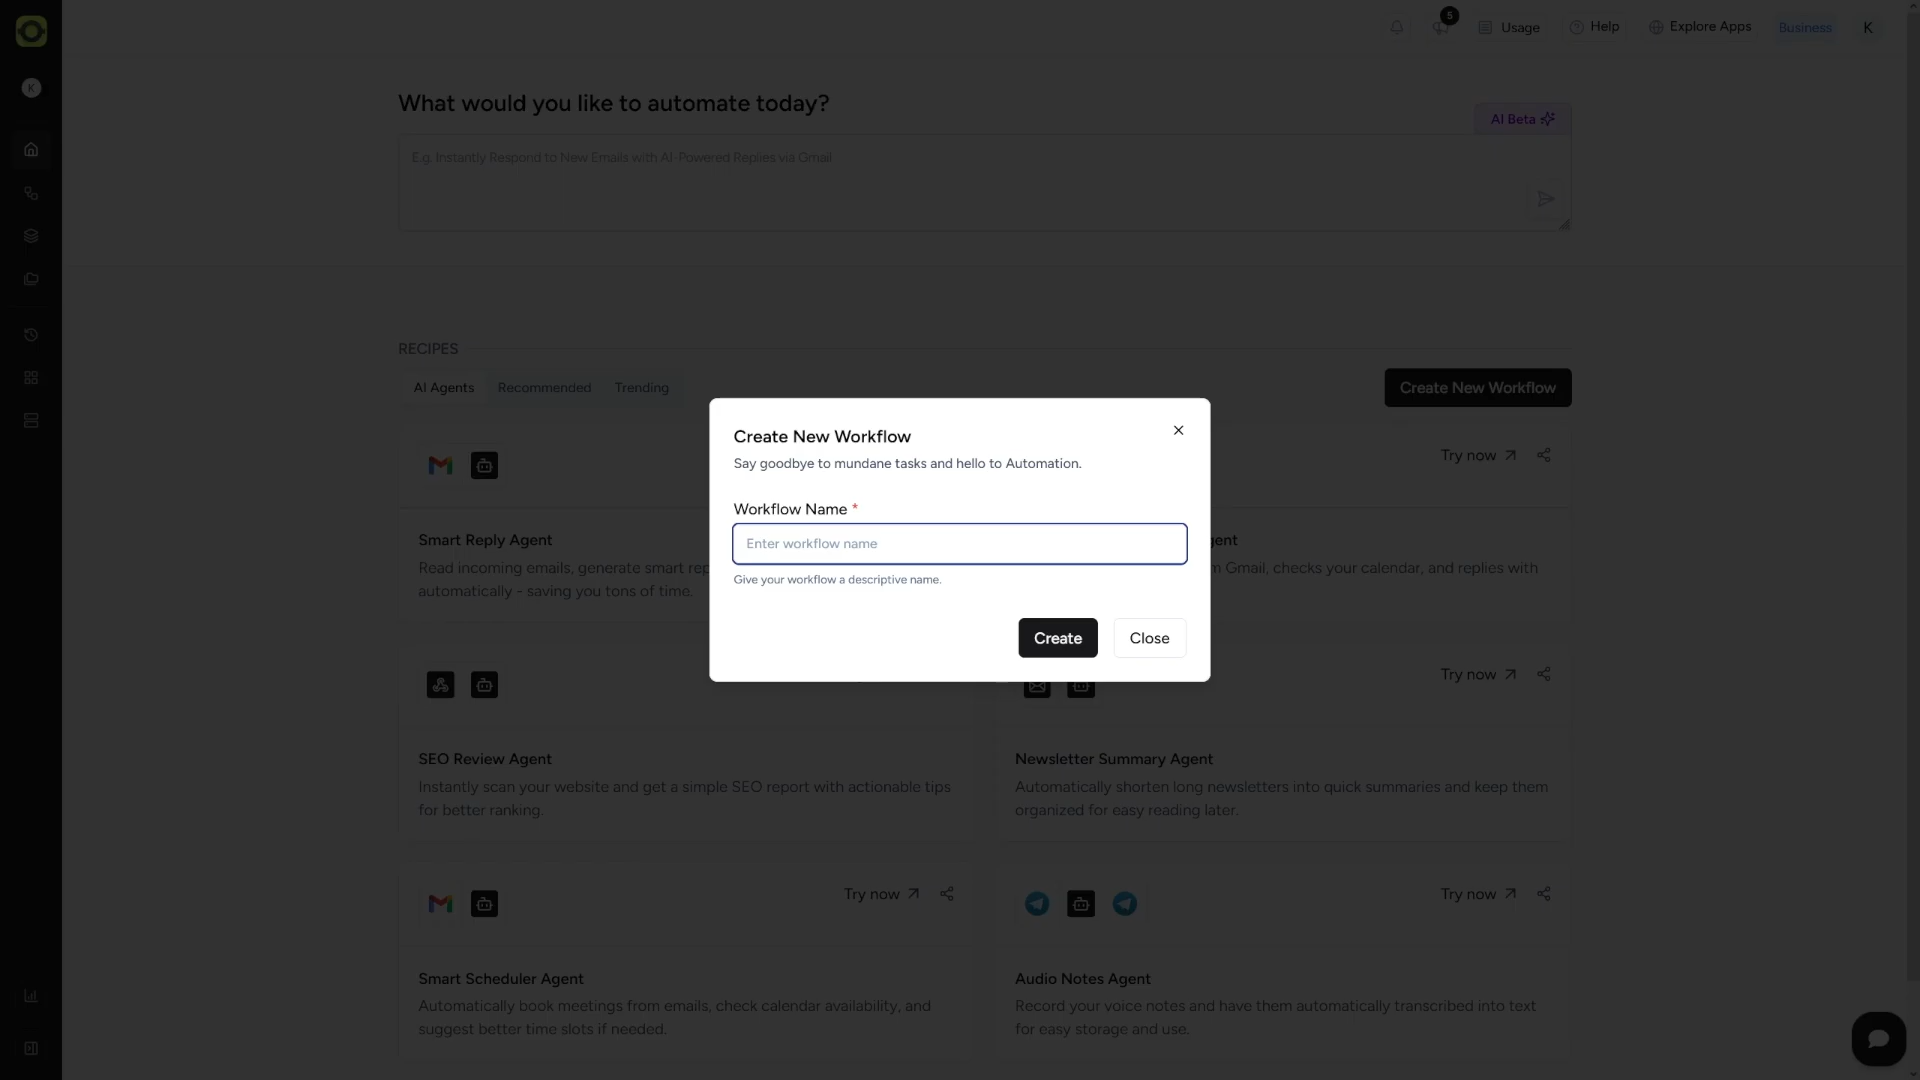 5
Usage
Help
Explore Apps
Business
K
K
What would you like to automate today?
AI Beta
E.g. Instantly Respond to New Emails with AI-Powered Replies via Gmail
RECIPES
AI Agents
Recommended
Trending
Create New Workflow
Create New Workflow
Say goodbye to mundane tasks and hello to Automation.
Workflow Name *
Enter workflow name
Give your workflow a descriptive name.
Create
Close
Try now
Smart Reply Agent
Read incoming emails, generate smart rep
automatically - saving you tons of time.
gent
m Gmail, checks your calendar, and replies with
Try now
SEO Review Agent
Instantly scan your website and get a simple SEO report with actionable tips
for better ranking.
Newsletter Summary Agent
Automatically shorten long newsletters into quick summaries and keep them
organized for easy reading later.
Try now
Try now
Smart Scheduler Agent
Automatically book meetings from emails, check calendar availability, and
suggest better time slots if needed.
Audio Notes Agent
Record your voice notes and have them automatically transcribed into text
for easy storage and use.